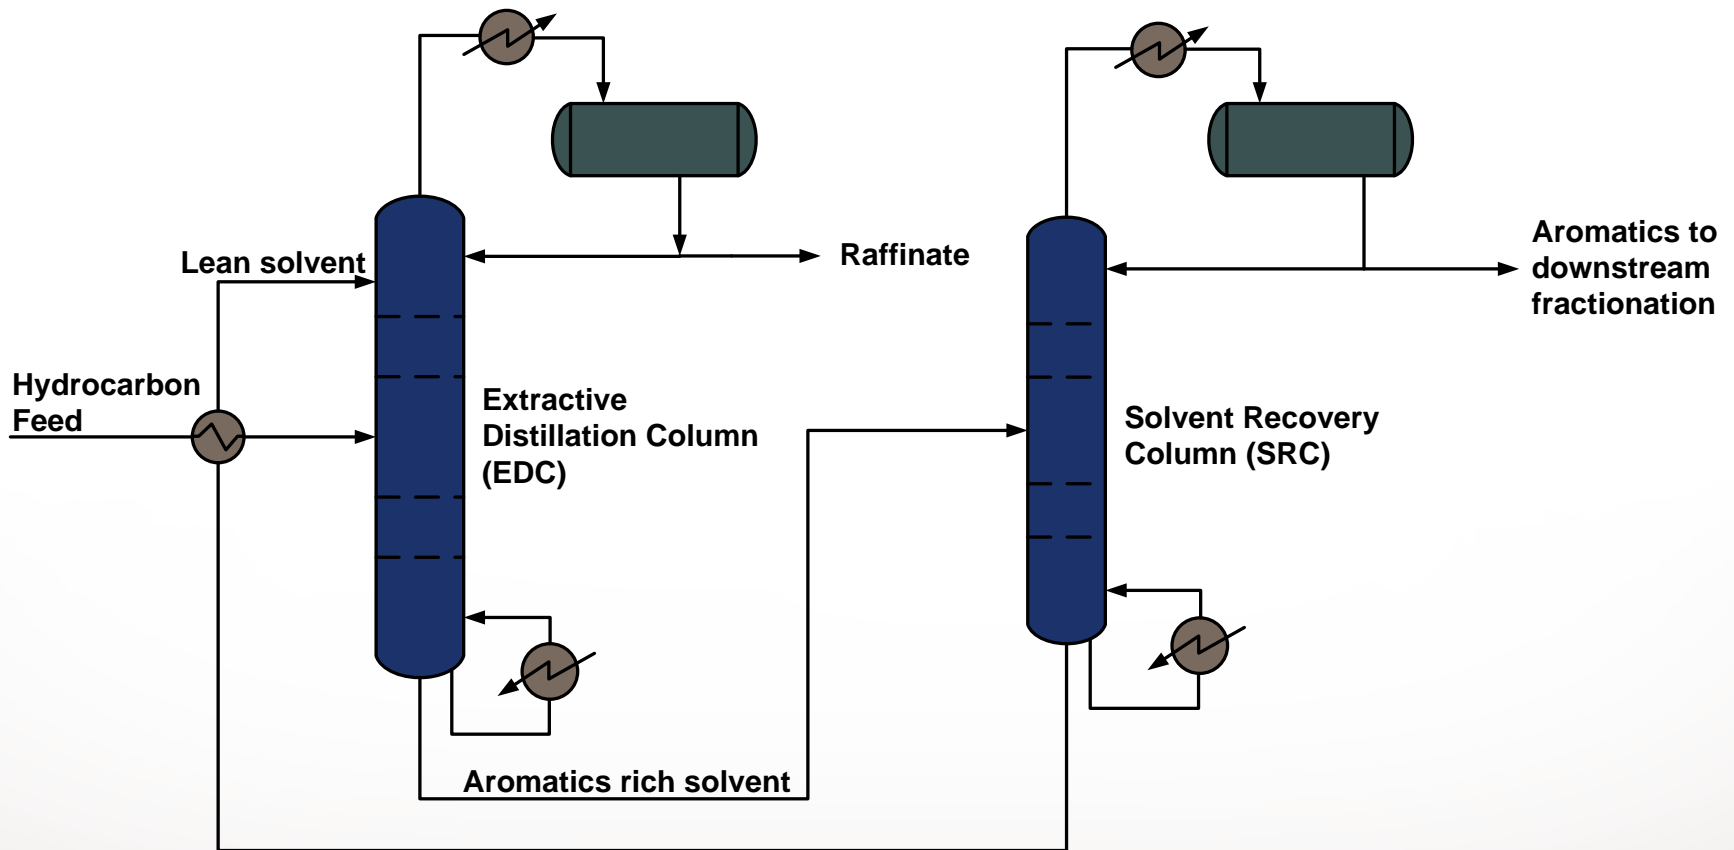 Lean solvent
Raffinate
Aromatics to
downstream
fractionation
Hydrocarbon
Feed
Extractive
Distillation Column
(EDC)
Solvent Recovery
Column (SRC)
Aromatics rich solvent